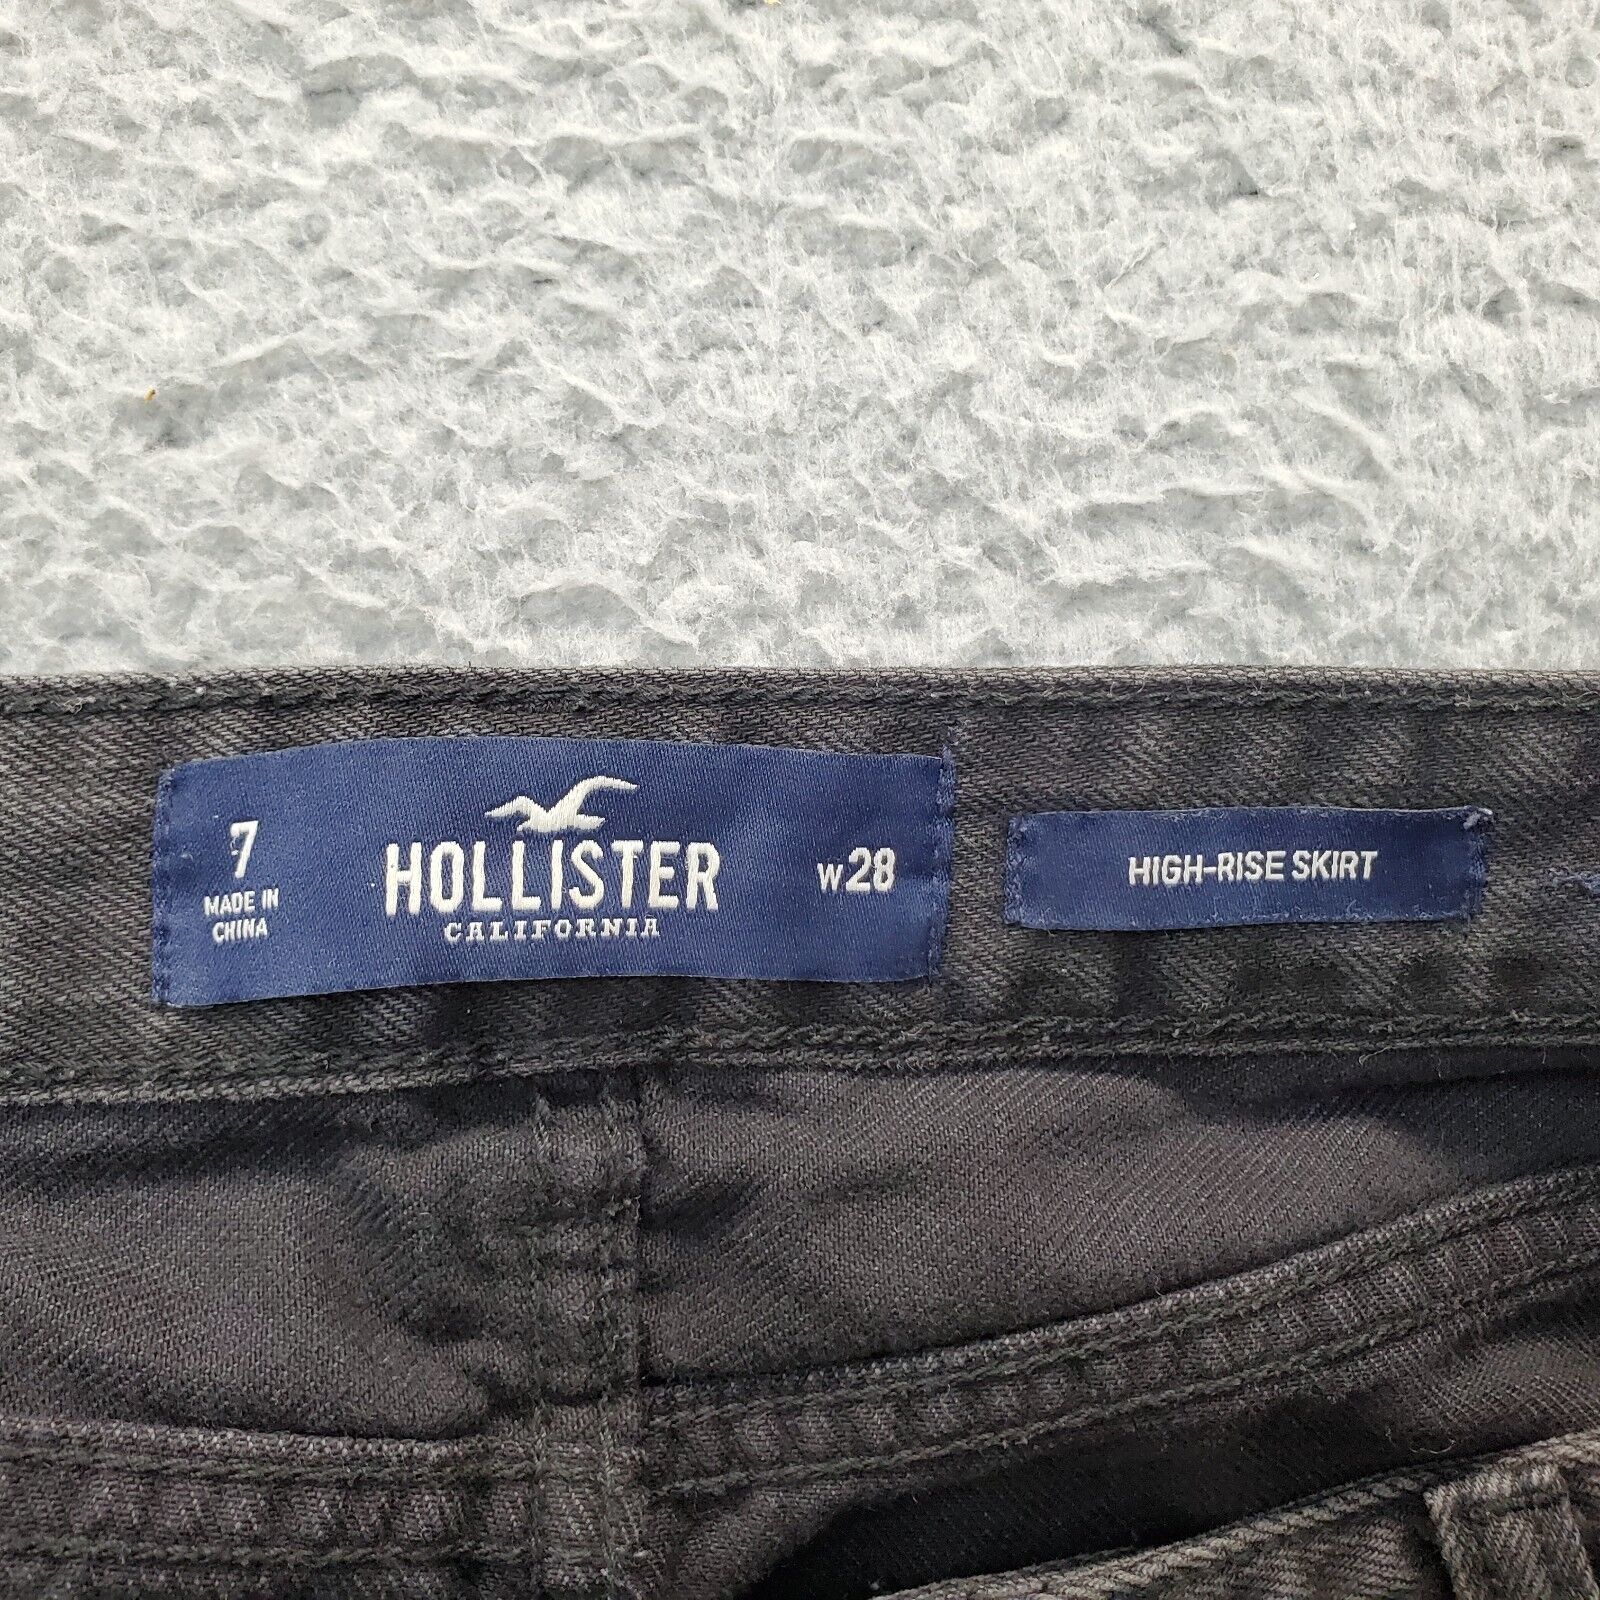 7
MADE IN
CHINA
HOLLISTER
CALIFORNIA
W28
HIGH-RISE SKIRT